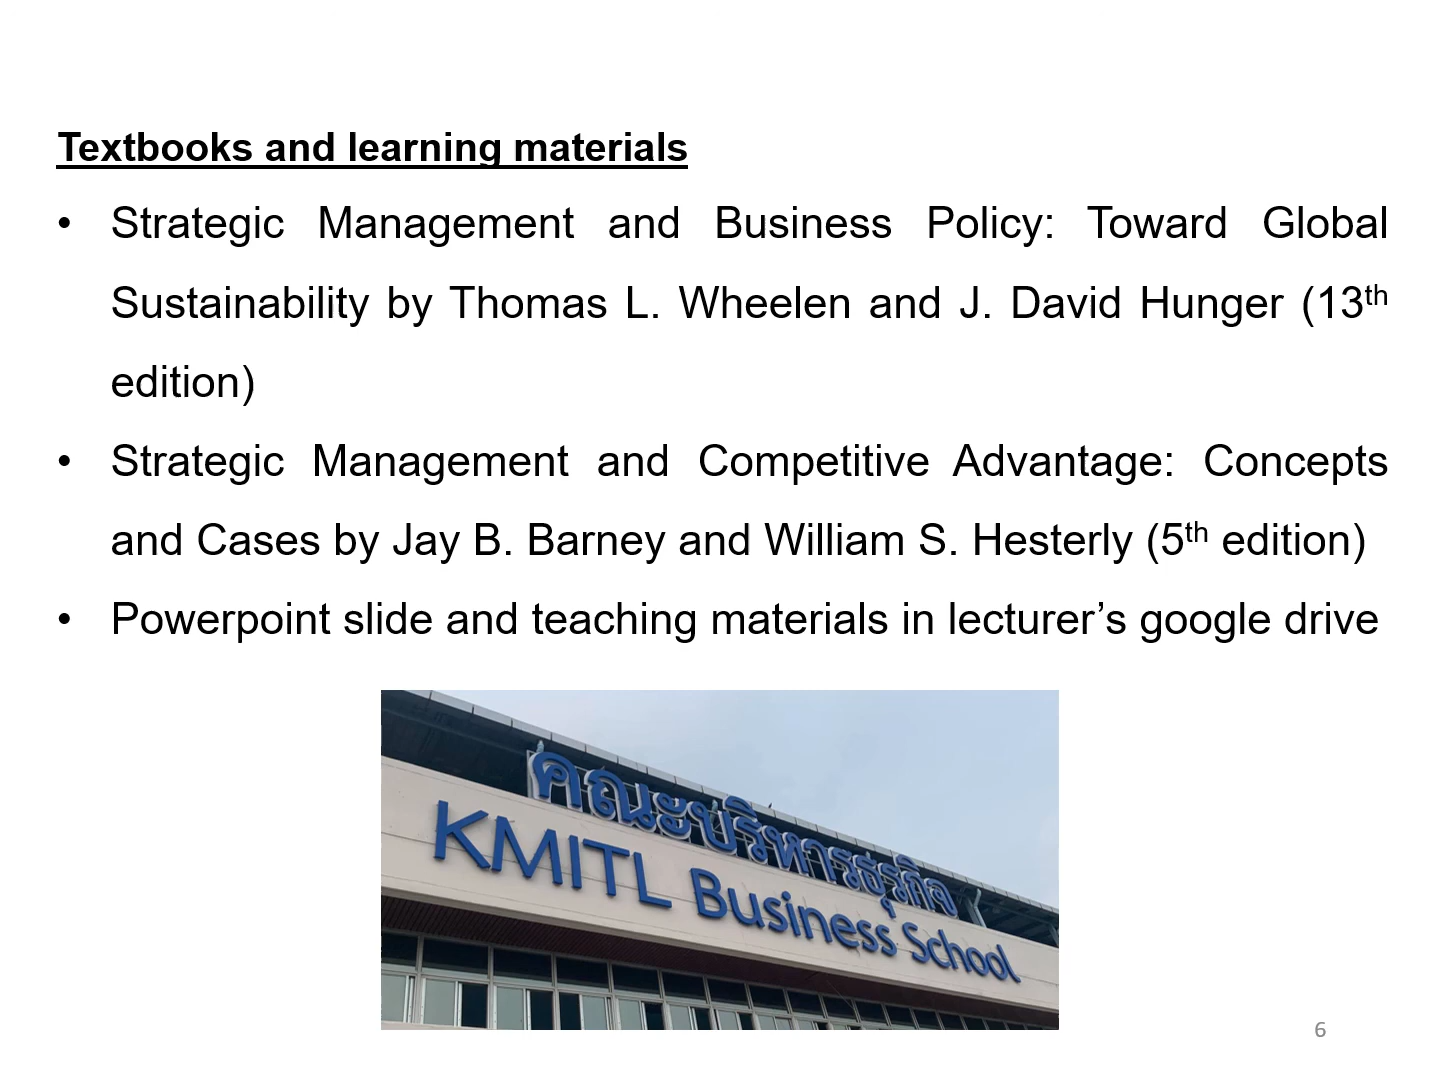 Textbooks and learning materials
• Strategic Management and Business Policy: Toward Global
Sustainability by Thomas L. Wheelen and J. David Hunger (13th
edition)
• Strategic Management and Competitive Advantage: Concepts
and Cases by Jay B. Barney and William S. Hesterly (5th edition)
• Powerpoint slide and teaching materials in lecturer’s google drive
คณะบริหารธุรกิจ
KMITL Business School
6